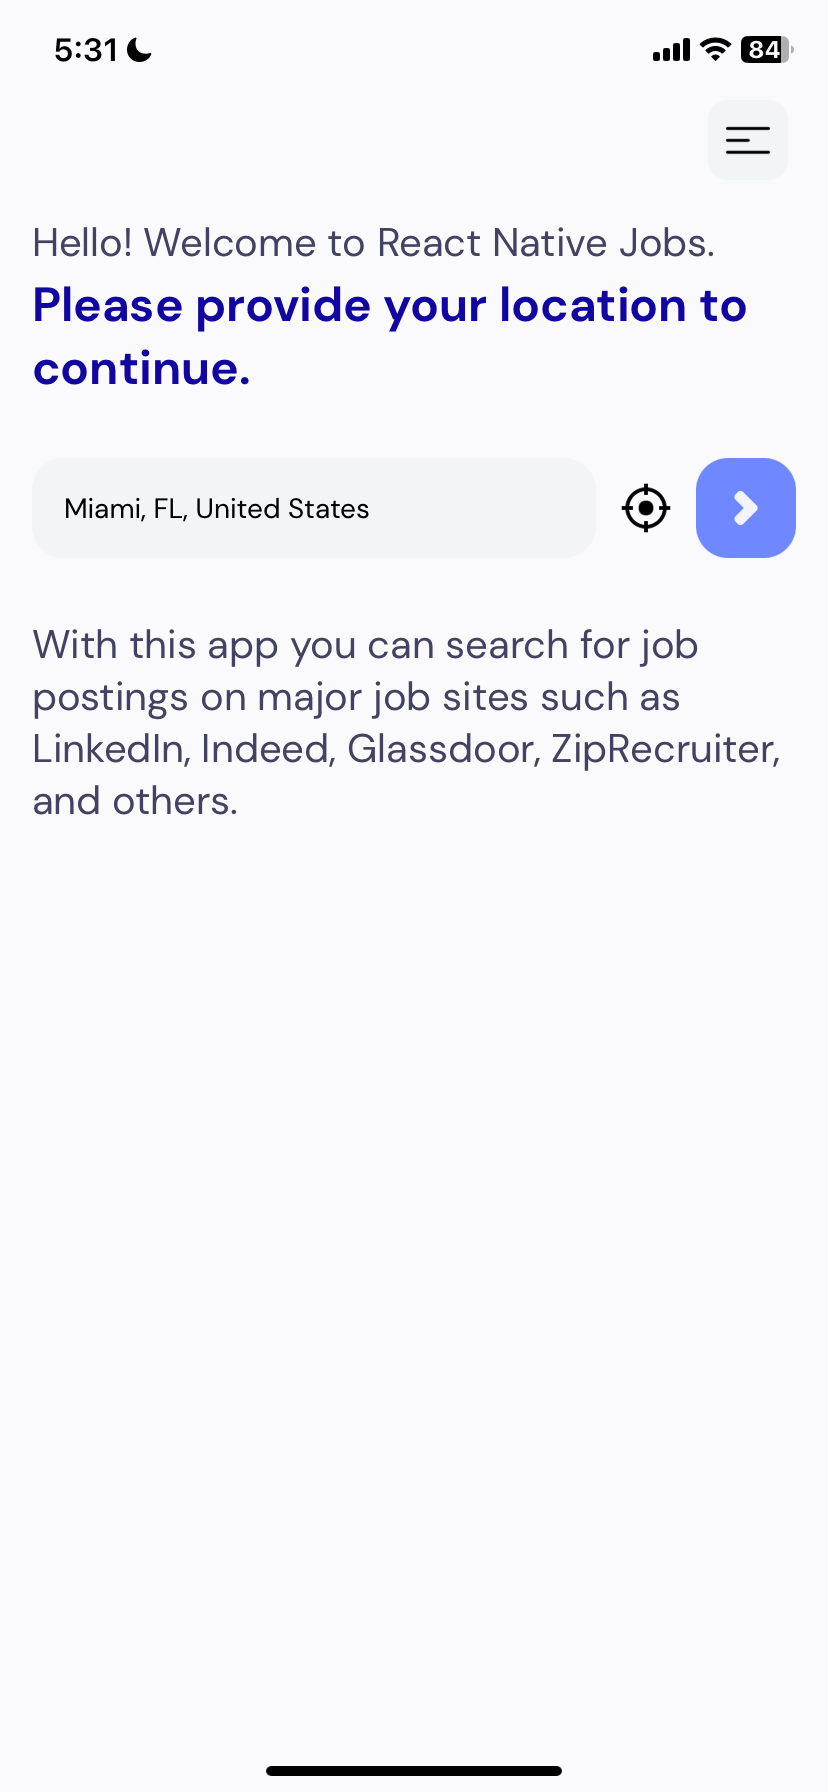 5:31
84
Hello! Welcome to React Native Jobs.
Please provide your location to
continue.
Miami, FL, United States
With this app you can search for job
postings on major job sites such as
LinkedIn, Indeed, Glassdoor, ZipRecruiter,
and others.